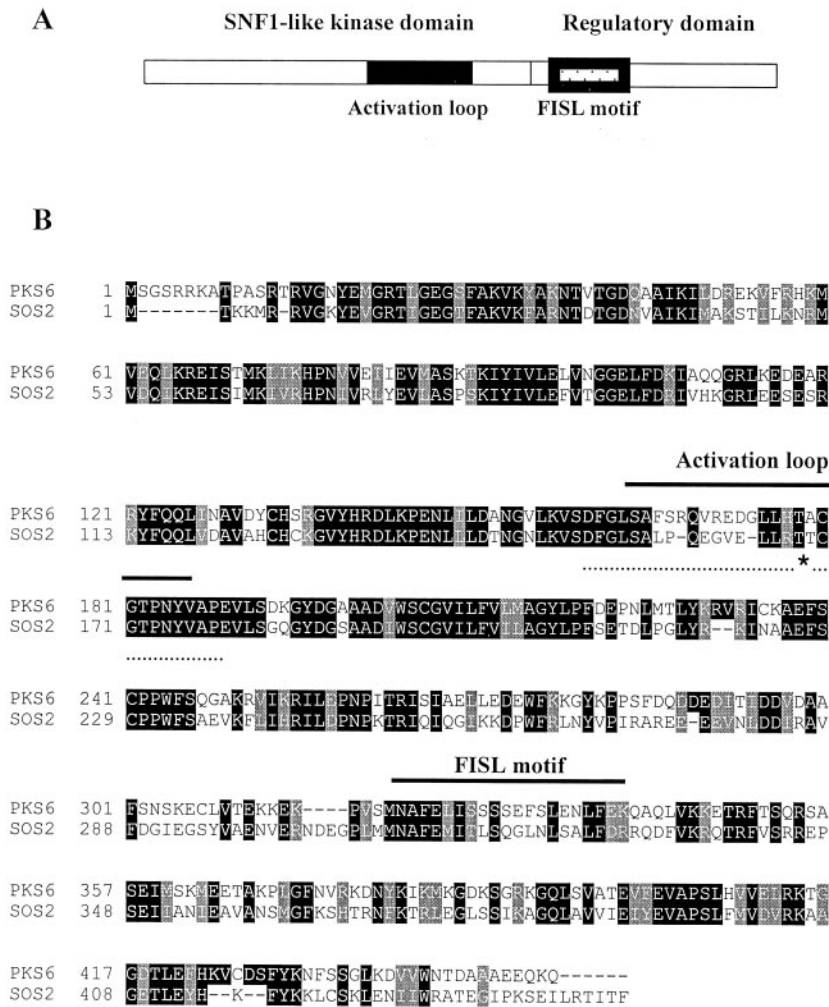 A
SNF1-like kinase domain Regulatory domain
Activation loop FISL motif
B
PKS6 1 MSGSRRKATPASRTRVGNYEMGRTLGEGSFAKVKYAKNTVTGDQAAIKILDREKVFRHKM
SOS2 1 M--------TKKMR-RVGKYEVGRTIGEGTFAKVKFARNTDTGDNVAIKIMAKSTILKNRM
PKS6 61 VEQLKREISTMKLIKHPNVVEIIEVMASKTKIYIVLELVNGGELFDKIAQQGRLKEDEAR
SOS2 53 VDQIKREISIMKIVRHPNIVRLYEVLASPSKIYIVLEFVTGGELFDRIVHKGRLEESESR
Activation loop
PKS6 121 RYFQQLINAVDYCHSRGVYHRDLKPENLILDANGVLKVSDFGLSAFSRQVREDGLLHTAC
SOS2 113 KYFQQLVDAVAHCHCKGVYHRDLKPENLLLDTNGNLKVSDFGLSALP-QEGVE-LLRTTC
*
PKS6 181 GTPNYVAPEVLSDKGYDGAAADVWSCGVILFVLMAGYLPFDEPNLMTLYKRVRICKAEFS
SOS2 171 GTPNYVAPEVLSGQGYDGSAADIWSCGVILFVILAGYLPFSETDLPGLYR--KINAAEFS
PKS6 241 CPPWFSQGAKRVIKRILEPNPITRISIAELLEDEWFKKGYKPPSFDQDDEDITIDDVDAA
SOS2 229 CPPWFSAEVKFLIHRILDPNPKTRIQIQGIKKDPWFRLNYVPIRAREE-EEVNLDDIRAV
FISL motif
PKS6 301 FSNSKECLVTEKKEK----PVSMNAFELISSSSEFSLENLFEKQAQLVKKETRFTSQRSA
SOS2 288 FDGIEGSYVAENVERNDEGPLMMNAFEMITLSQGLNLSALFDRRQDFVKRQTRFVSRREP
PKS6 357 SEIMSKMEETAKPLGFNVRKDNYKIKMKGDKSGRKGQLSVATEVFEVAPSLHVVELRKTG
SOS2 348 SEIIANIEAVANSMGFKSHTRNFKTRLEGLSSIKAGQLAVVIEIYEVAPSLFMVDVRKAA
PKS6 417 GDTLEFHKVCDSFYKNFSSGLKDVVWNTDAAAEEQKQ------
SOS2 408 GETLEYH--K--FYKKLCSKLENIIWRATEGIPKSEILRTITF